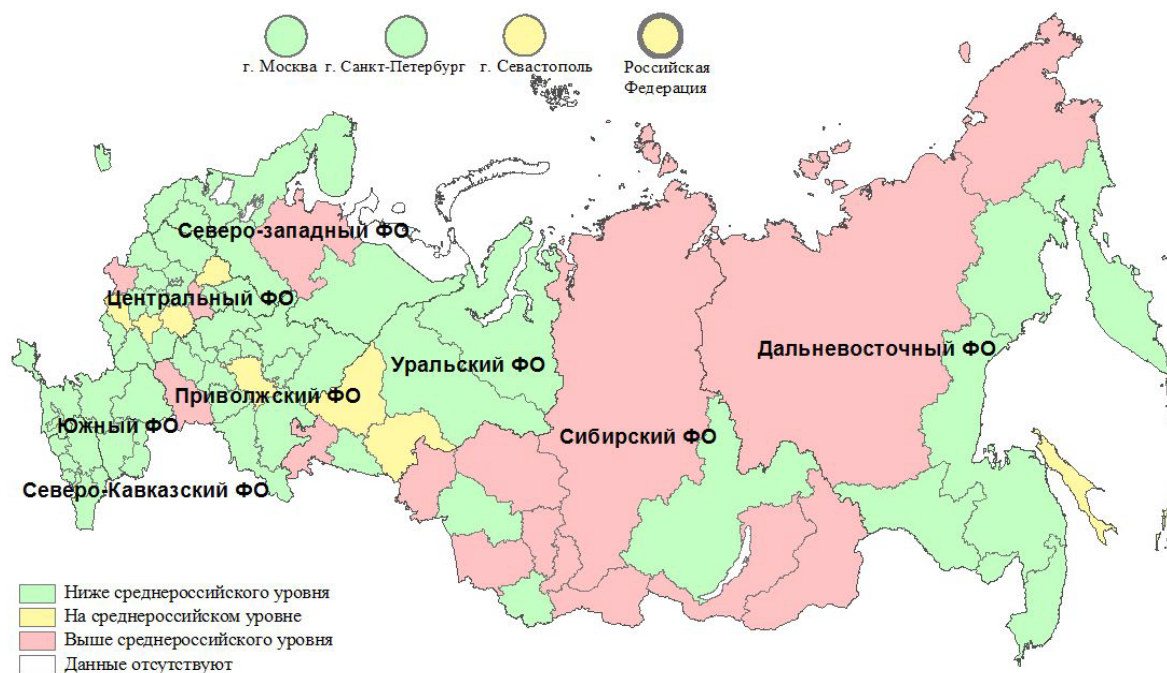 г. Москва
г. Санкт-Петербург
г. Севастополь
Российская
Федерация
Северо-западный ФО
Центральный ФО
Уральский ФО
Дальневосточный ФО
Приволжский ФО
Южный ФО
Сибирский ФО
Северо-Кавказский ФО
Ниже среднероссийского уровня
На среднероссийском уровне
Выше среднероссийского уровня
Данные отсутствуют